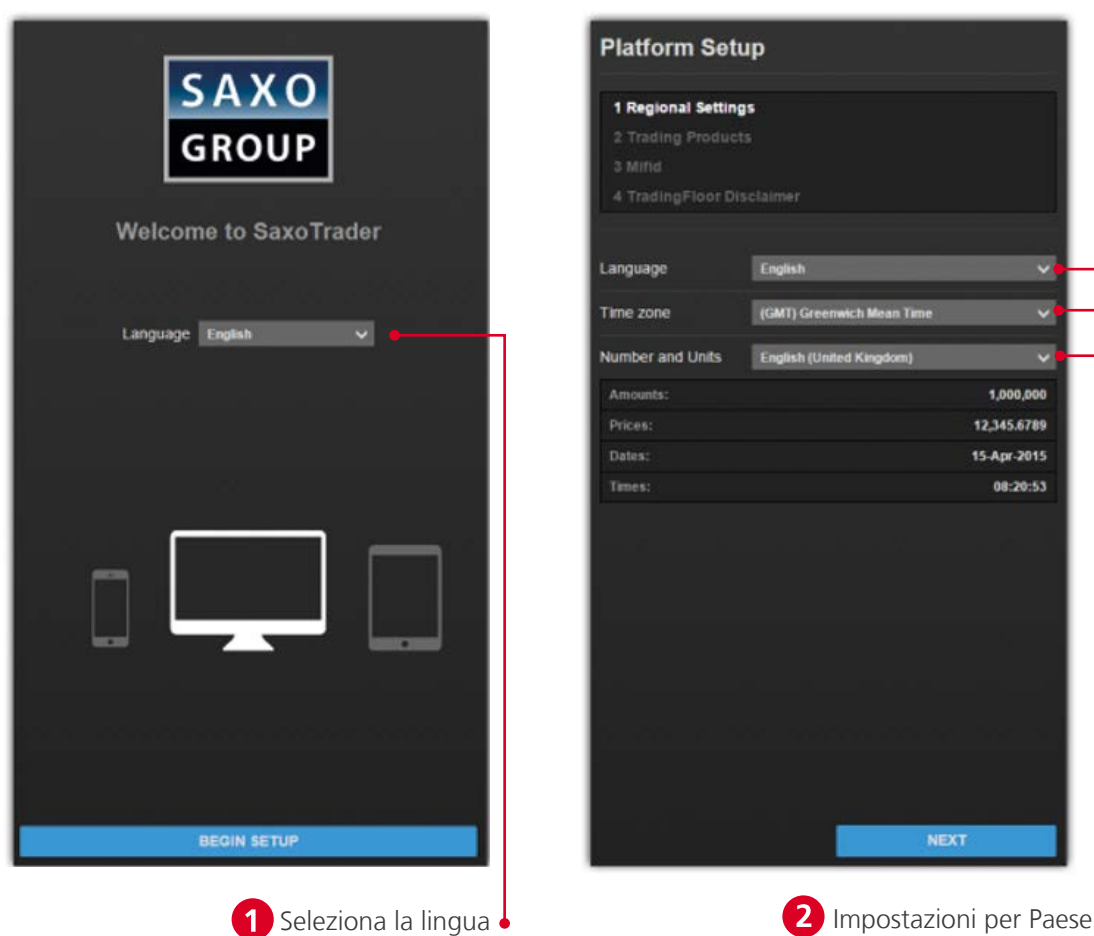 SAXO
GROUP
Welcome to SaxoTrader
Language English
BEGIN SETUP
1 Seleziona la lingua
Platform Setup
1 Regional Settings
2 Trading Products
3 Mifid
4 TradingFloor Disclaimer
Language English
Time zone (GMT) Greenwich Mean Time
Number and Units English (United Kingdom)
Amounts: 1,000,000
Prices: 12,345.6789
Dates: 15-Apr-2015
Times: 08:20:53
NEXT
2 Impostazioni per Paese